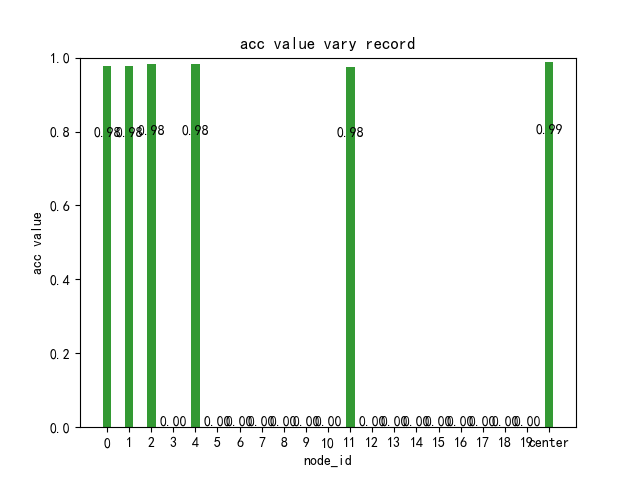 acc value vary record
acc value
1.0
0.8
0.6
0.4
0.2
0.0
0.98 0.98 0.98 0.98 0.98 0.99
0.00 0.00 0.00 0.00 0.00 0.00 0.00 0.00 0.00 0.00 0.00 0.00 0.00 0.00 0.00
0 1 2 3 4 5 6 7 8 9 10 11 12 13 14 15 16 17 18 19 center
node_id